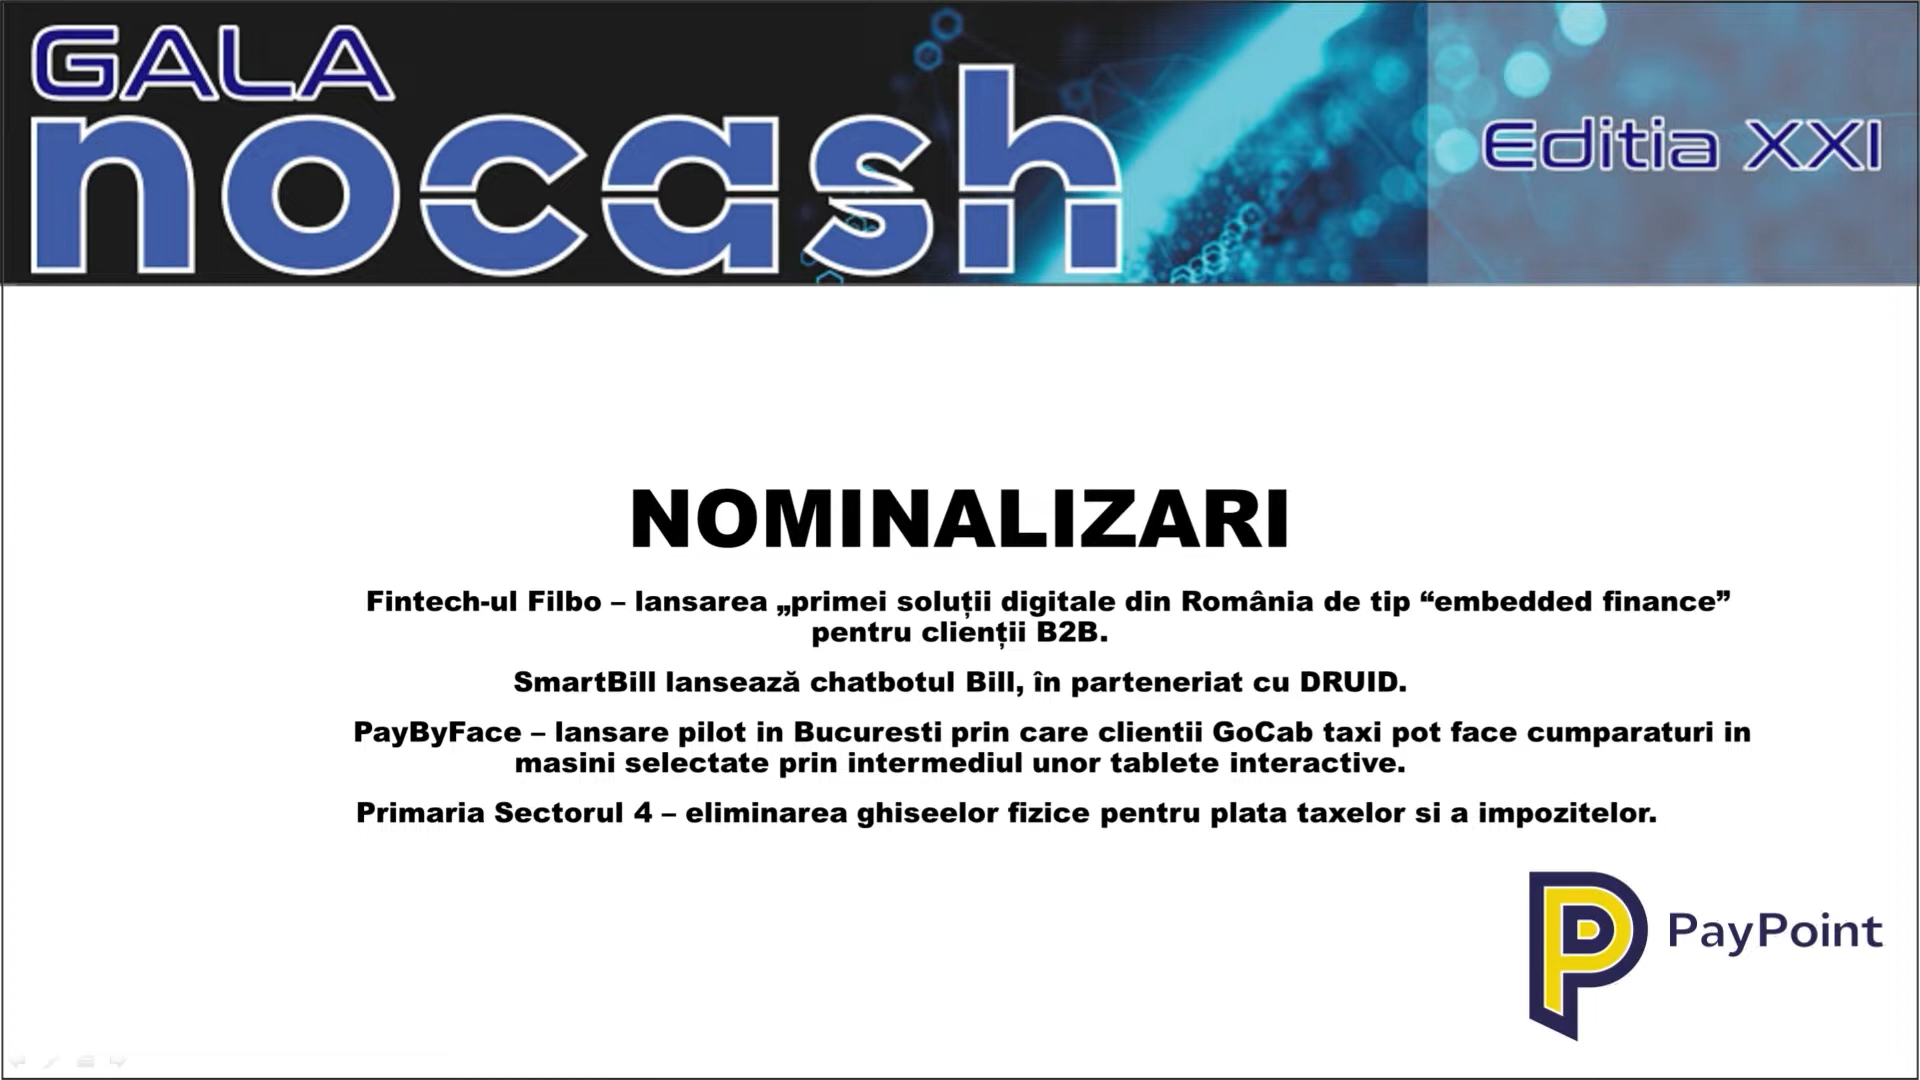 GALA
nocash
Editia XXI
NOMINALIZARI
Fintech-ul Filbo – lansarea „primei soluții digitale din România de tip “embedded finance”
pentru clienții B2B.
SmartBill lansează chatbotul Bill, în parteneriat cu DRUID.
PayByFace – lansare pilot in Bucuresti prin care clientii GoCab taxi pot face cumparaturi in
masini selectate prin intermediul unor tablete interactive.
Primaria Sectorul 4 – eliminarea ghiseelor fizice pentru plata taxelor si a impozitelor.
PayPoint